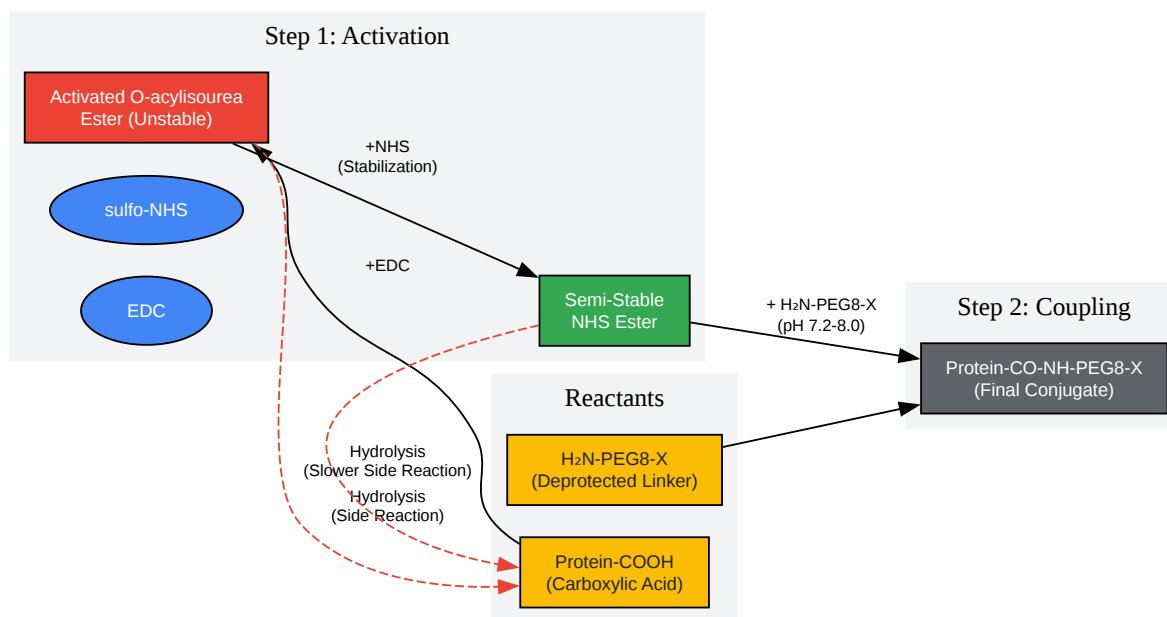 Step 1: Activation
Activated O-acylisourea
Ester (Unstable)
+NHS
(Stabilization)
sulfo-NHS
+EDC
EDC
Semi-Stable
NHS Ester
+ H₂N-PEG8-X
(pH 7.2-8.0)
Step 2: Coupling
Protein-CO-NH-PEG8-X
(Final Conjugate)
Reactants
H₂N-PEG8-X
(Deprotected Linker)
Hydrolysis
(Slower Side Reaction)
Hydrolysis
(Side Reaction)
Protein-COOH
(Carboxylic Acid)